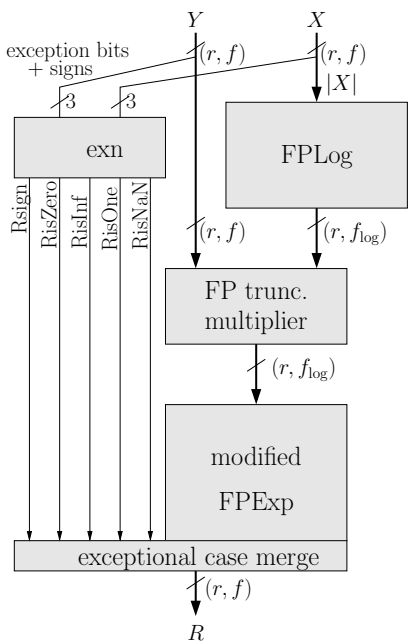 Y X
exception bits
+ signs
(r, f) (r, f)
|X|
3 3
exn
FPLog
Rsign
RisZero
RisInf
RisOne
RisNaN
(r, f) (r, f_log)
FP trunc.
multiplier
(r, f_log)
modified
FPExp
exceptional case merge
(r, f)
R